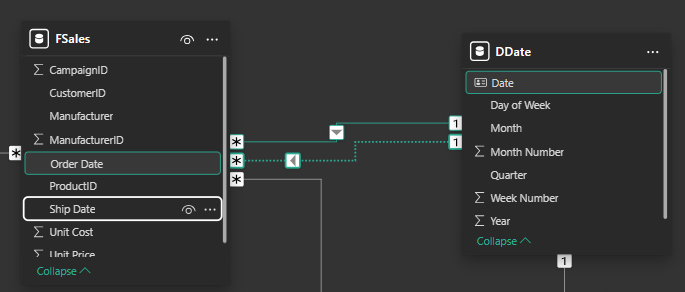 FSales
CampaignID
CustomerID
Manufacturer
ManufacturerID
Order Date
ProductID
Ship Date
Unit Cost
Unit Price
Collapse
*
*
*
*
1
1
DDate
Date
Day of Week
Month
Month Number
Quarter
Week Number
Year
Collapse
1